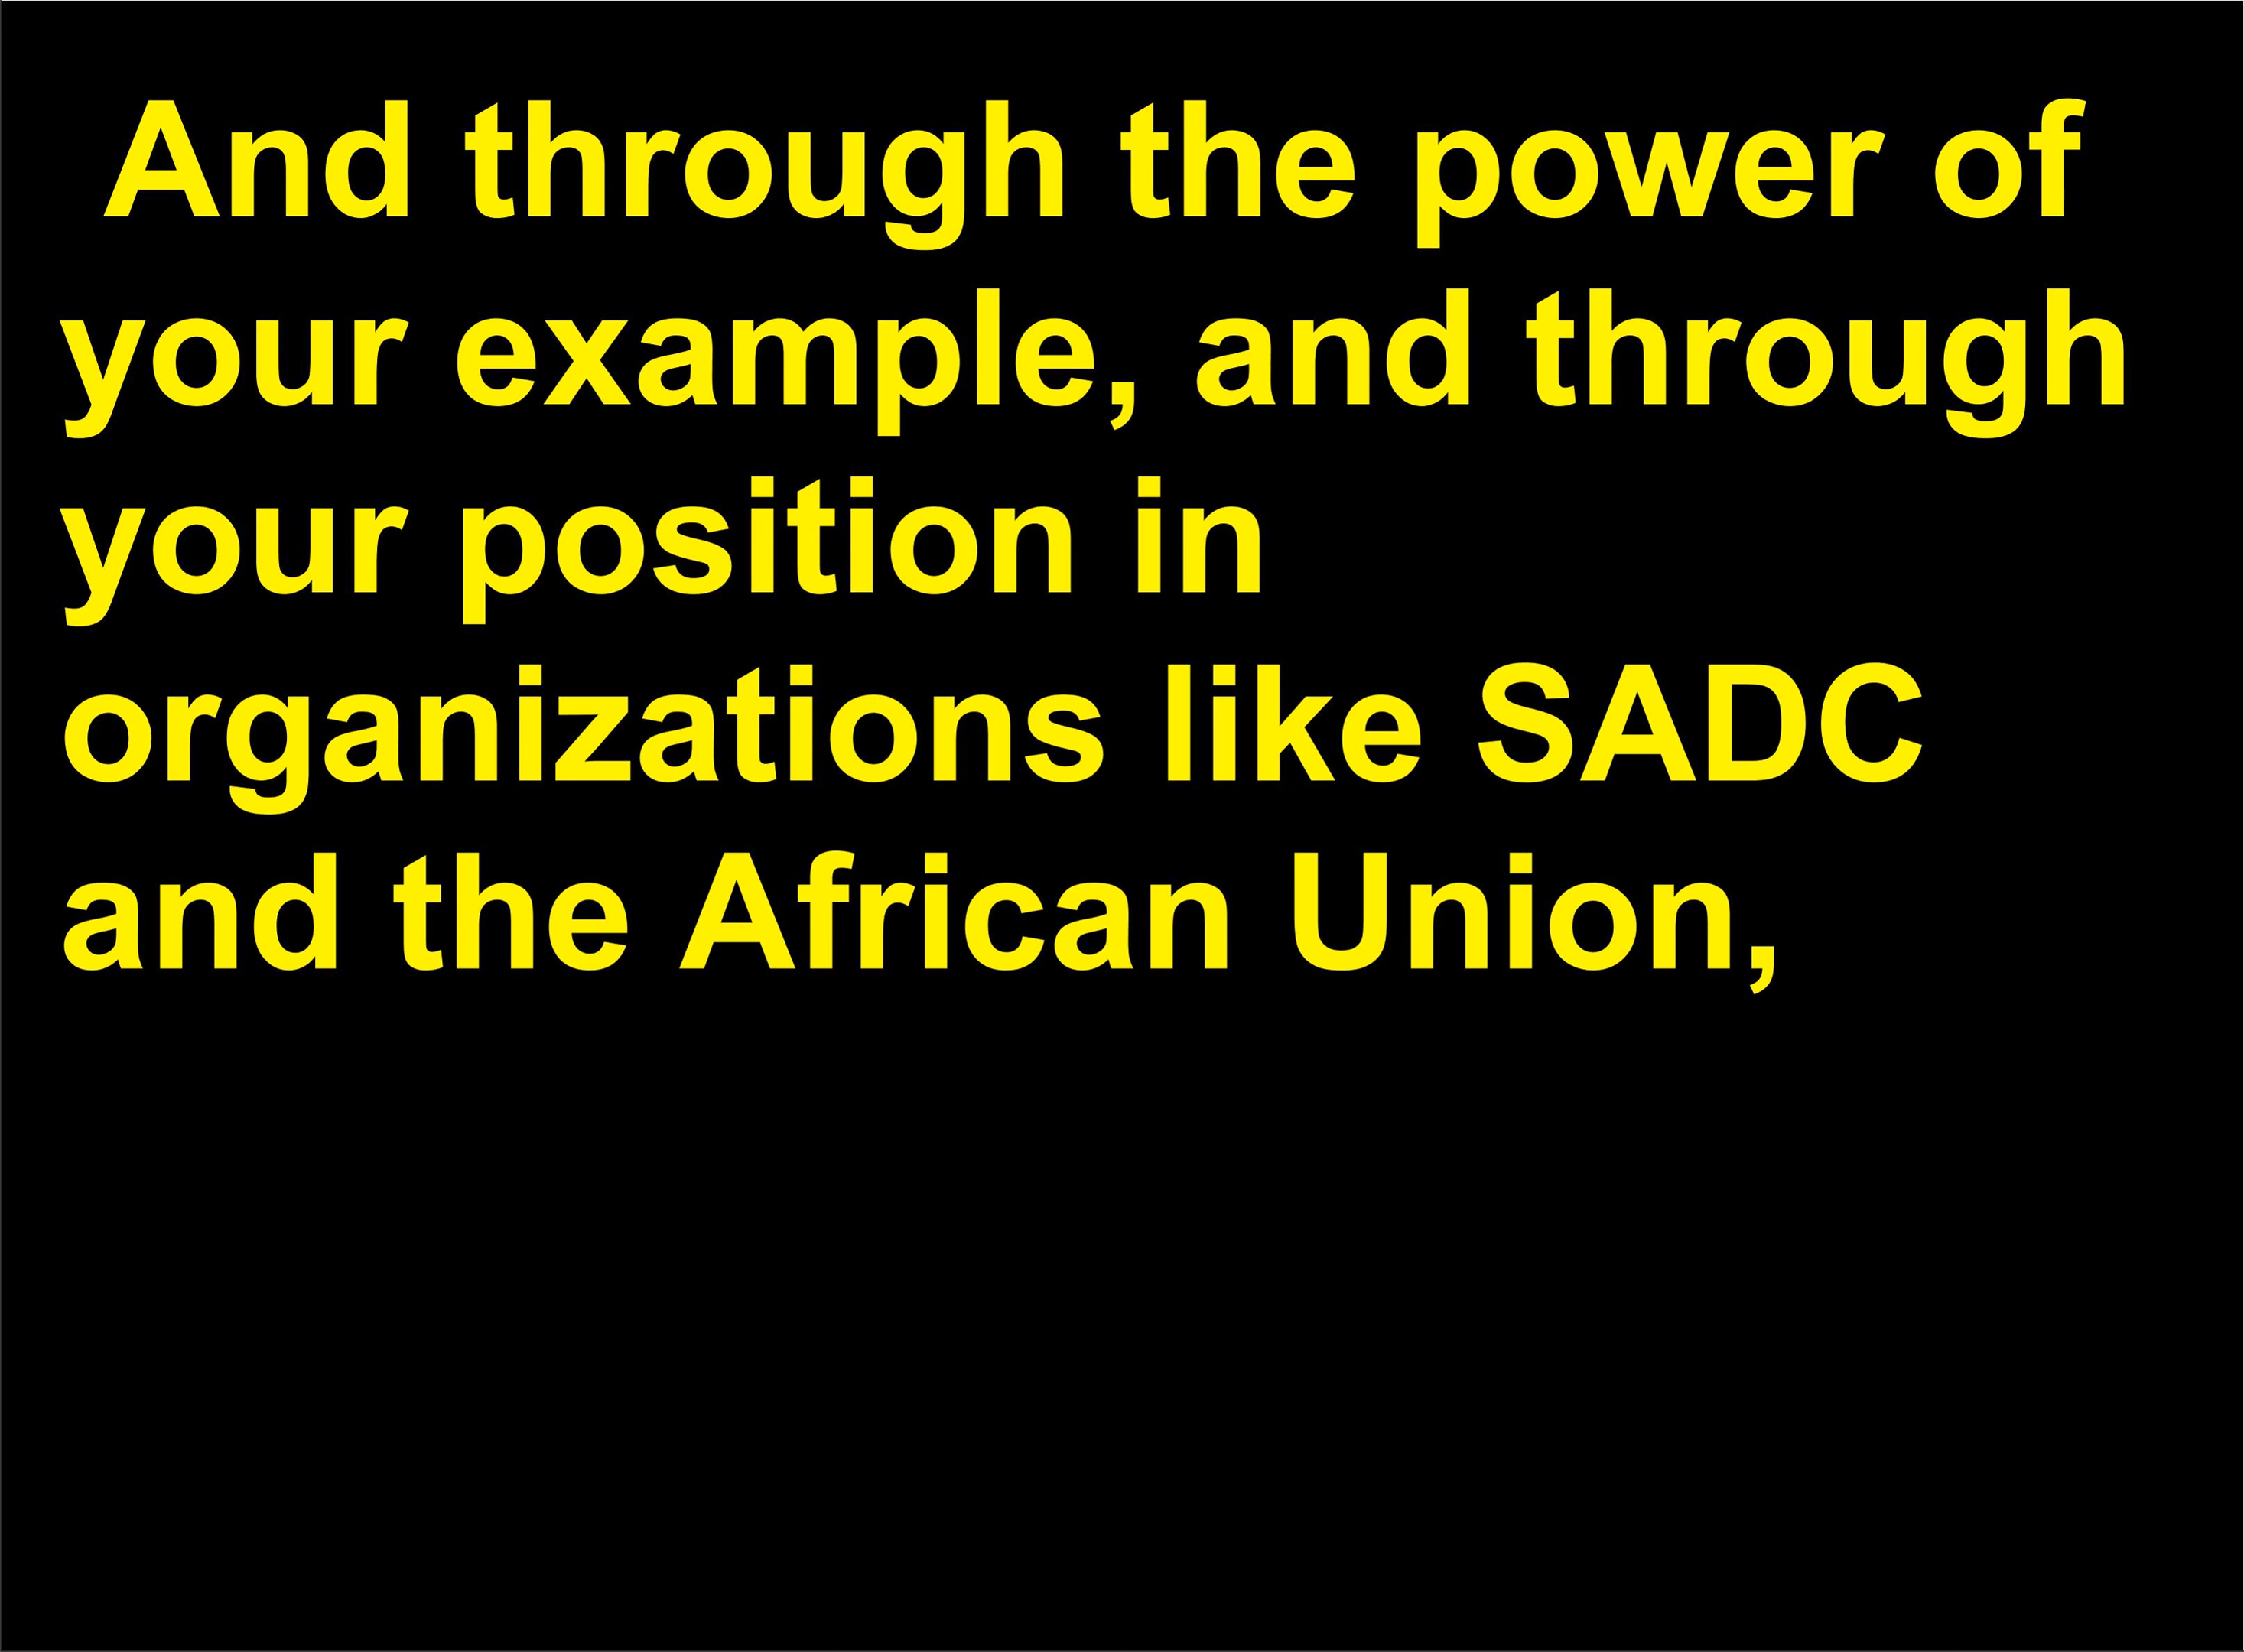 And through the power of
your example, and through
your position in
organizations like SADC
and the African Union,